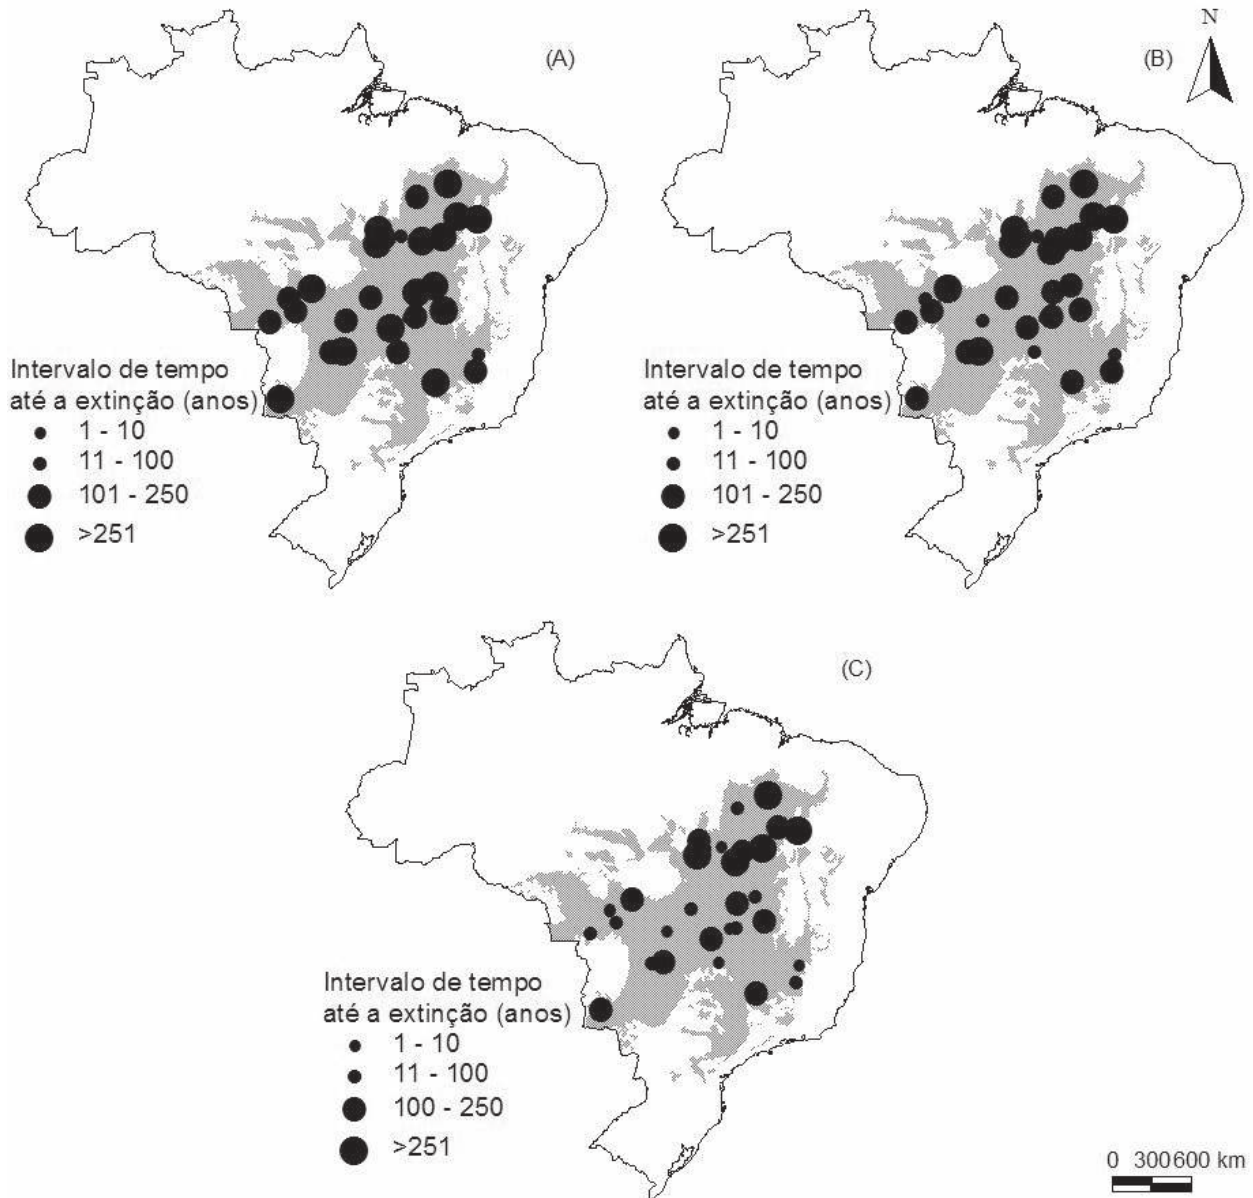 (A)
(B)
N
Intervalo de tempo
até a extinção (anos)
1 - 10
11 - 100
101 - 250
>251
Intervalo de tempo
até a extinção (anos)
1 - 10
11 - 100
101 - 250
>251
(C)
Intervalo de tempo
até a extinção (anos)
1 - 10
11 - 100
100 - 250
>251
0 300600 km